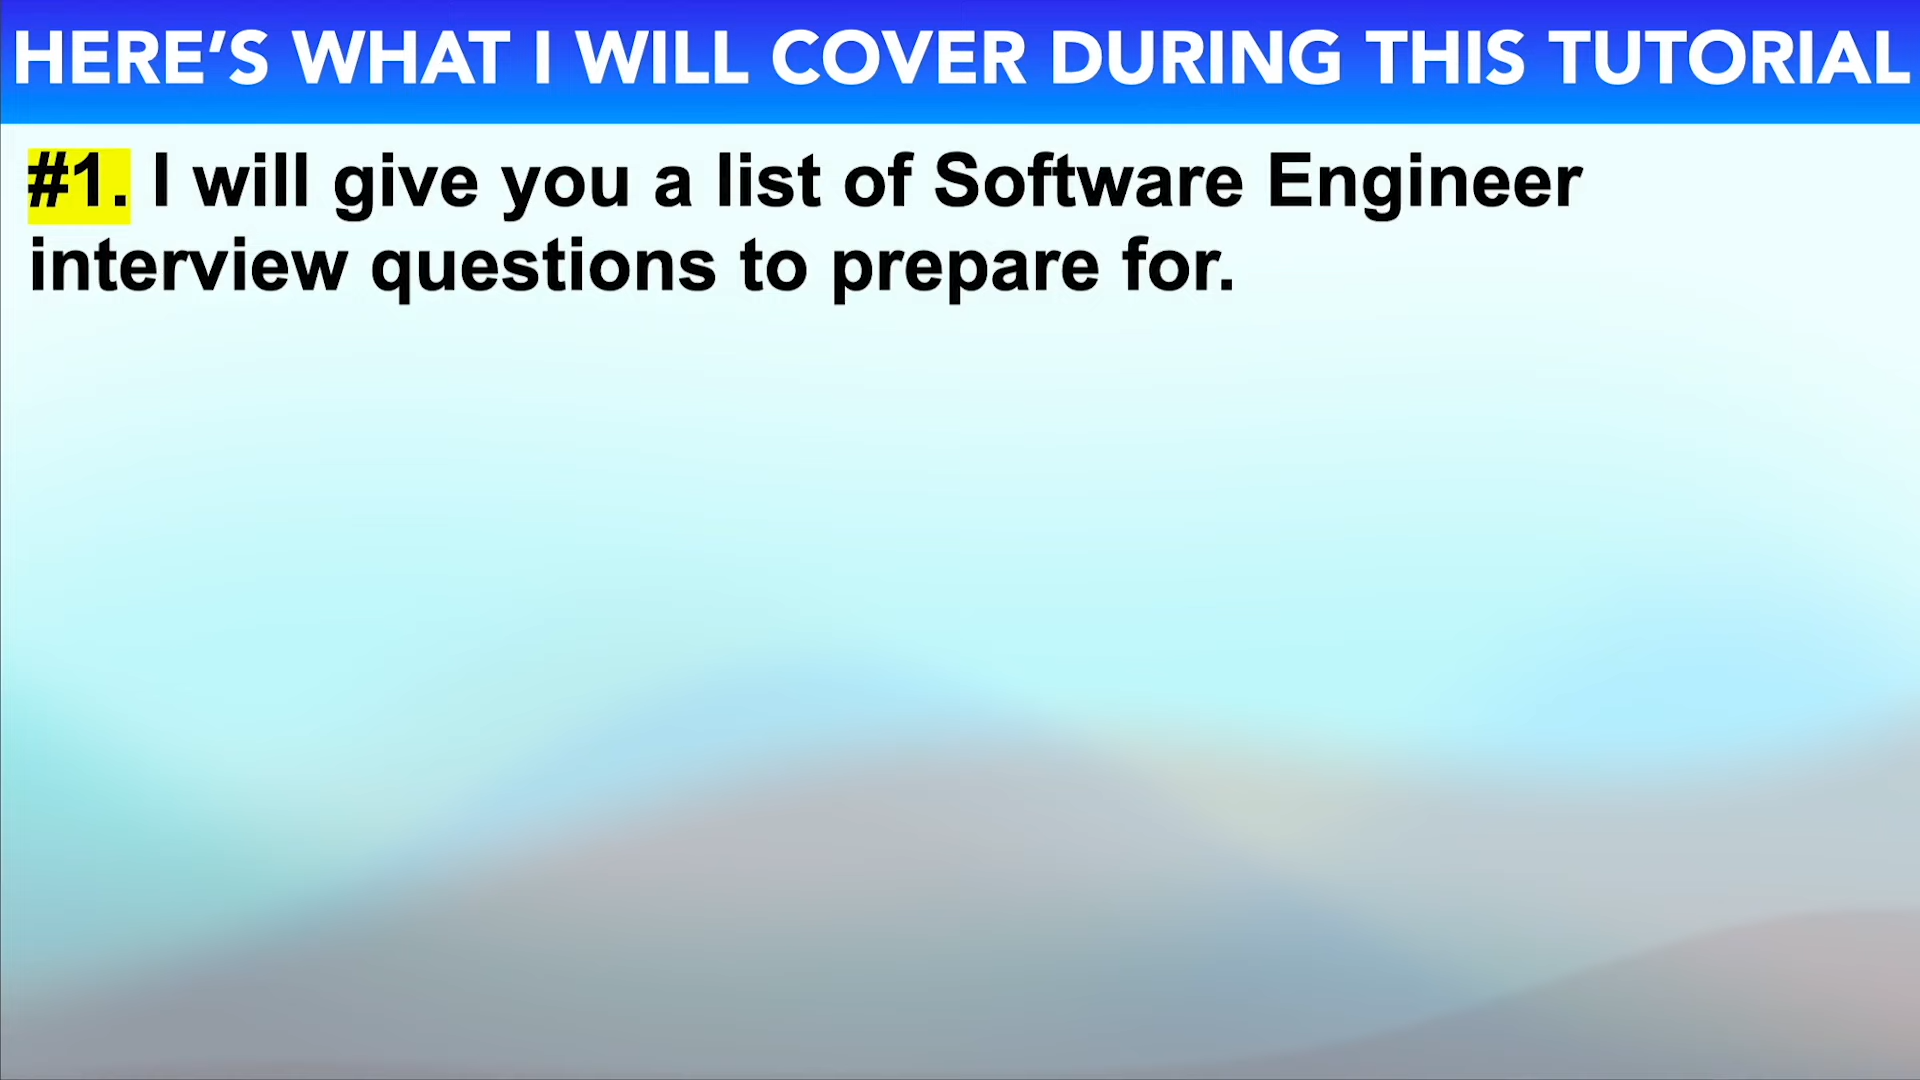 HERE’S WHAT I WILL COVER DURING THIS TUTORIAL
#1. I will give you a list of Software Engineer
interview questions to prepare for.